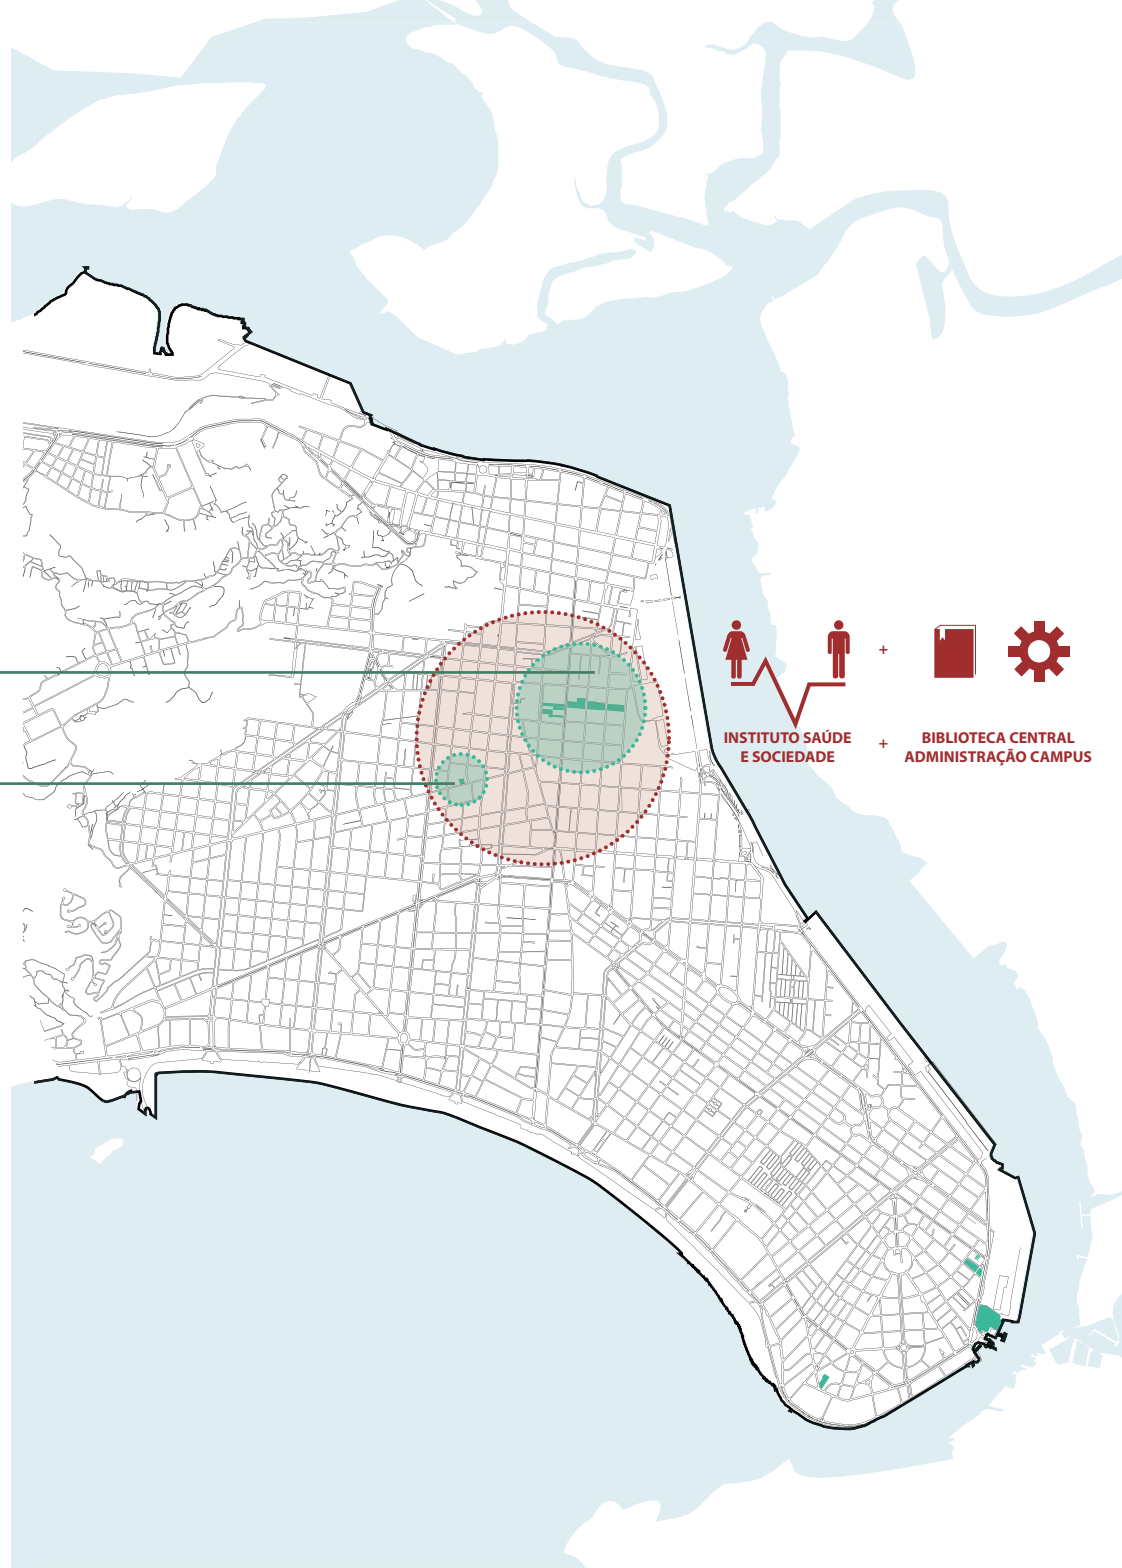 +
INSTITUTO SAÚDE
E SOCIEDADE
+
BIBLIOTECA CENTRAL
ADMINISTRAÇÃO CAMPUS